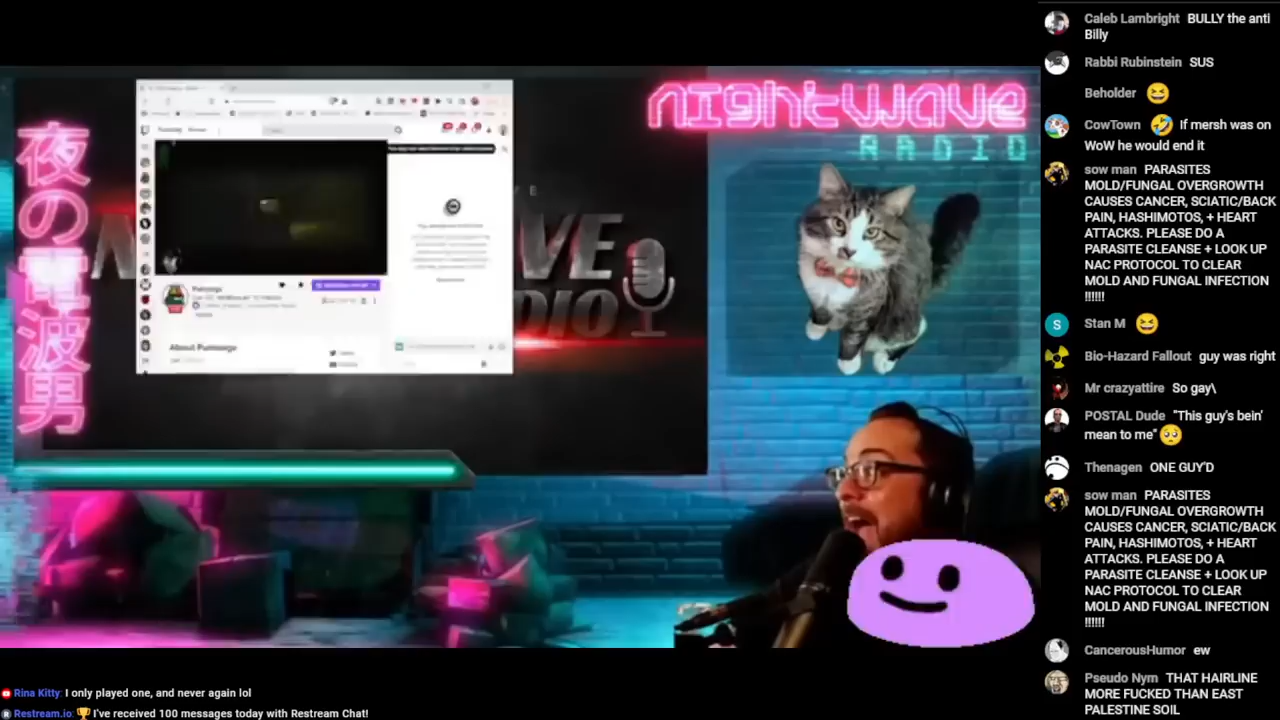 Caleb Lambright BULLY the anti
Billy
Rabbi Rubinstein SUS
Beholder 😆
CowTown 🤣 If mersh was on
WoW he would end it
sow man PARASITES
MOLD/FUNGAL OVERGROWTH
CAUSES CANCER, SCIATIC/BACK
PAIN, HASHIMOTOS, + HEART
ATTACKS. PLEASE DO A
PARASITE CLEANSE + LOOK UP
NAC PROTOCOL TO CLEAR
MOLD AND FUNGAL INFECTION
!!!!!!
S Stan M 😆
Bio-Hazard Fallout guy was right
Mr crazyattire So gay\
POSTAL Dude "This guy's bein'
mean to me" 🥺
Thenagen ONE GUY'D
sow man PARASITES
MOLD/FUNGAL OVERGROWTH
CAUSES CANCER, SCIATIC/BACK
PAIN, HASHIMOTOS, + HEART
ATTACKS. PLEASE DO A
PARASITE CLEANSE + LOOK UP
NAC PROTOCOL TO CLEAR
MOLD AND FUNGAL INFECTION
!!!!!!
CancerousHumor ew
Pseudo Nym THAT HAIRLINE
MORE FUCKED THAN EAST
PALESTINE SOIL
nightwave
RADIO
夜の電波男
Rina Kitty: I only played one, and never again lol
Restream.io: 🏆 I've received 100 messages today with Restream Chat!